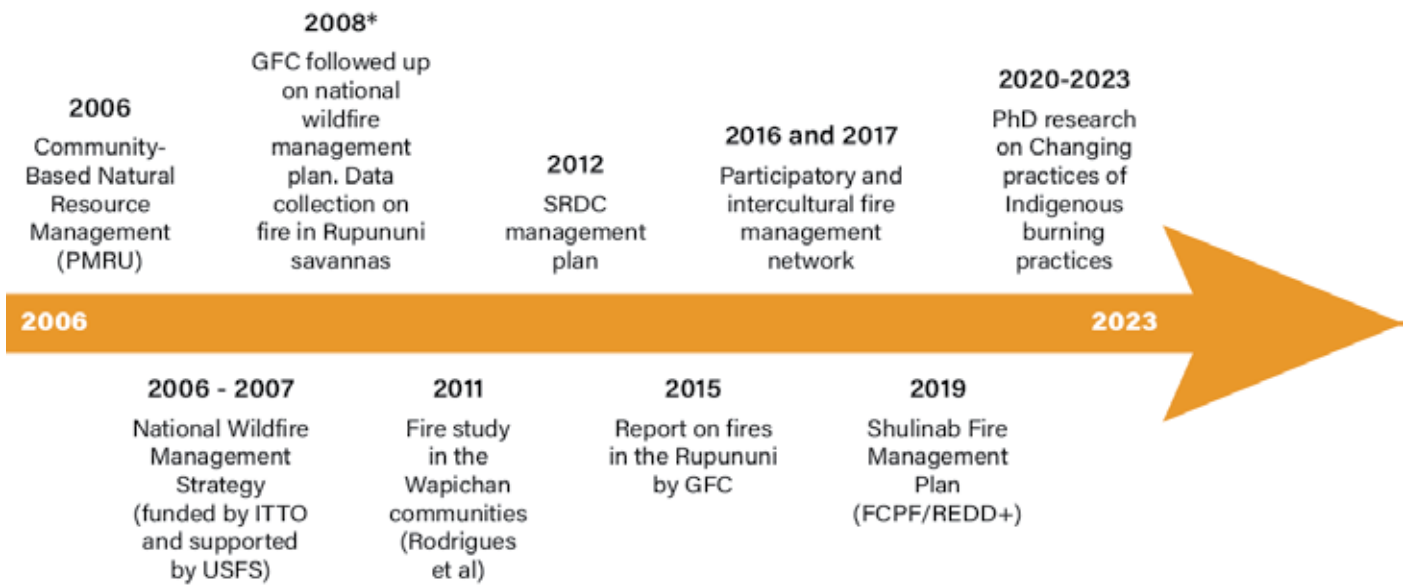 2006
Community-
Based Natural
Resource
Management
(PMRU)
2008*
GFC followed up
on national
wildfire
management
plan. Data
collection on
fire in Rupununi
savannas
2012
SRDC
management
plan
2016 and 2017
Participatory and
intercultural fire
management
network
2020-2023
PhD research
on Changing
practices of
Indigenous
burning
practices
2006
2023
2006 - 2007
National Wildfire
Management
Strategy
(funded by ITTO
and supported
by USFS)
2011
Fire study
in the
Wapichan
communities
(Rodrigues
et al)
2015
Report on fires
in the Rupununi
by GFC
2019
Shulinab Fire
Management
Plan
(FCPF/REDD+)